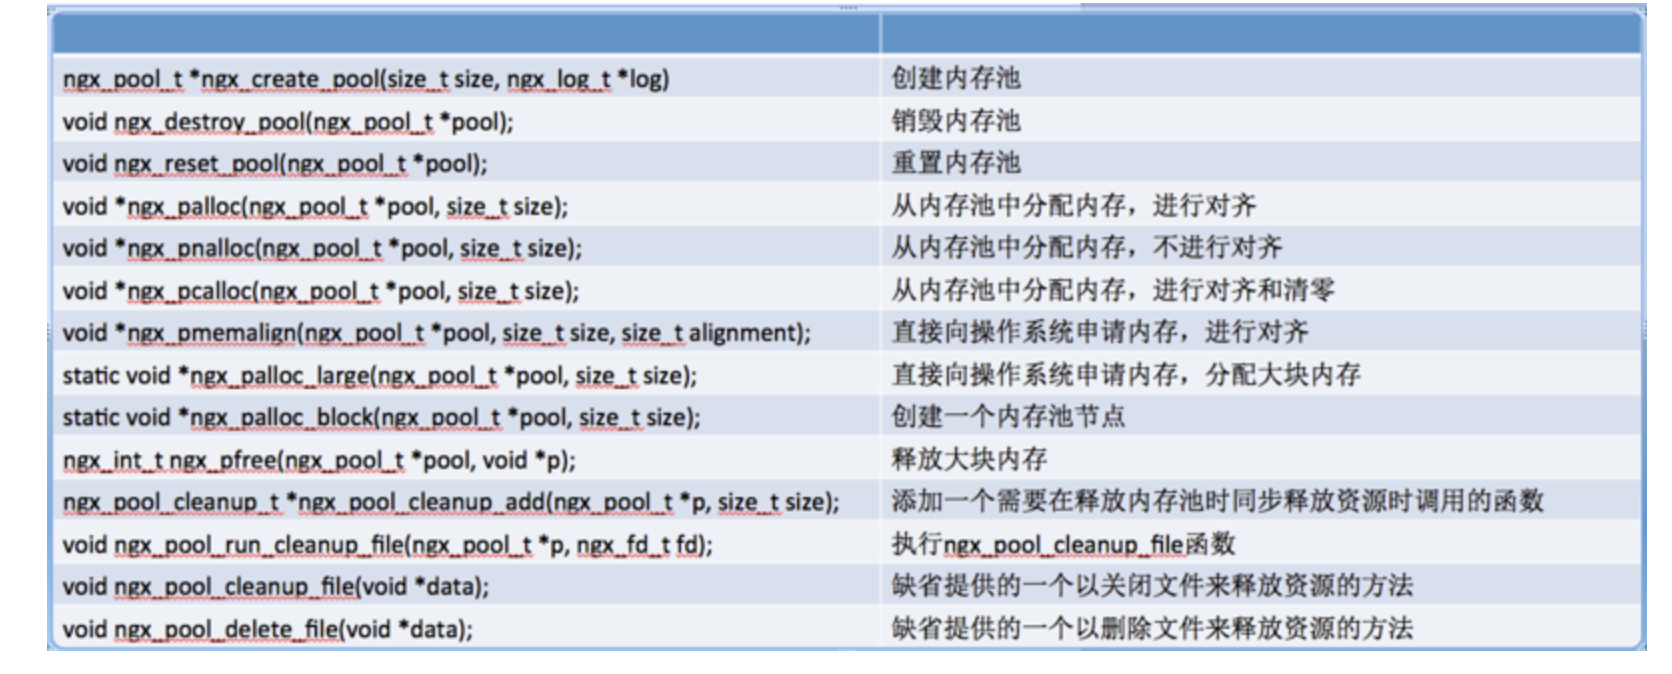 ngx_pool_t *ngx_create_pool(size_t size, ngx_log_t *log) 创建内存池
void ngx_destroy_pool(ngx_pool_t *pool); 销毁内存池
void ngx_reset_pool(ngx_pool_t *pool); 重置内存池
void *ngx_palloc(ngx_pool_t *pool, size_t size); 从内存池中分配内存，进行对齐
void *ngx_pnalloc(ngx_pool_t *pool, size_t size); 从内存池中分配内存，不进行对齐
void *ngx_pcalloc(ngx_pool_t *pool, size_t size); 从内存池中分配内存，进行对齐和清零
void *ngx_pmemalign(ngx_pool_t *pool, size_t size, size_t alignment); 直接向操作系统申请内存，进行对齐
static void *ngx_palloc_large(ngx_pool_t *pool, size_t size); 直接向操作系统申请内存，分配大块内存
static void *ngx_palloc_block(ngx_pool_t *pool, size_t size); 创建一个内存池节点
ngx_int_t ngx_pfree(ngx_pool_t *pool, void *p); 释放大块内存
ngx_pool_cleanup_t *ngx_pool_cleanup_add(ngx_pool_t *p, size_t size); 添加一个需要在释放内存池时同步释放资源时调用的函数
void ngx_pool_run_cleanup_file(ngx_pool_t *p, ngx_fd_t fd); 执行ngx_pool_cleanup_file函数
void ngx_pool_cleanup_file(void *data); 缺省提供的一个以关闭文件来释放资源的方法
void ngx_pool_delete_file(void *data); 缺省提供的一个以删除文件来释放资源的方法